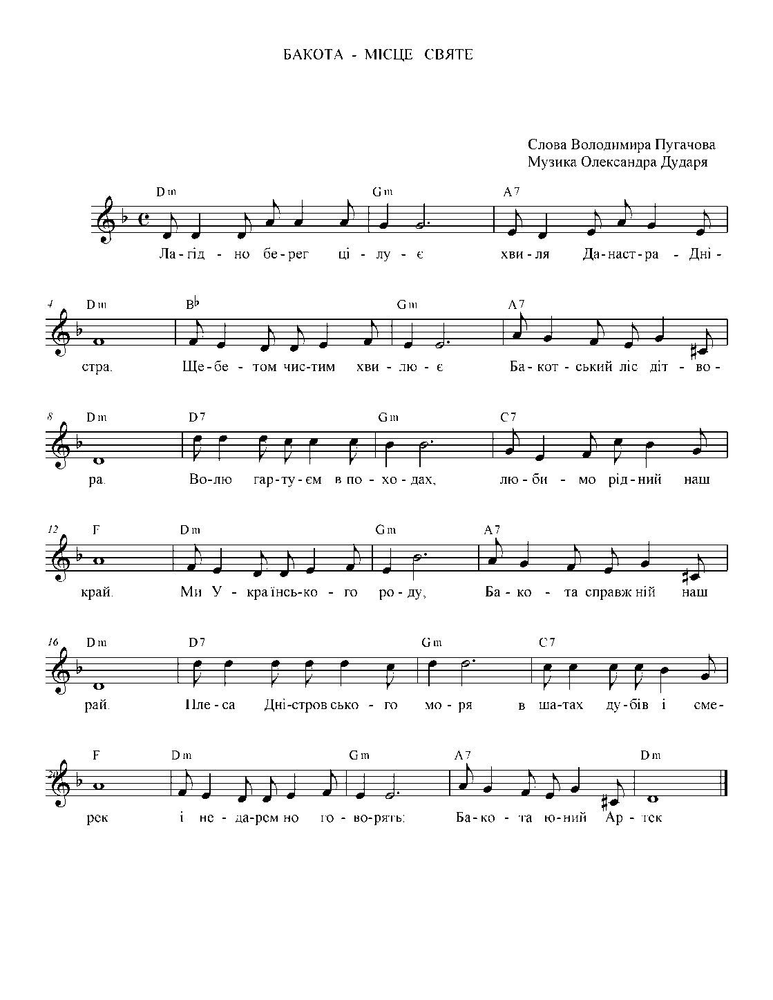 БАКОТА - МІСЦЕ СВЯТЕ
Слова Володимира Пугачова
Музика Олександра Дударя
Dm Gm A7
Ла - гід - но бе - рег ці - лу - є хви - ля Да - наст - ра - Дні -
4 Dm B♭ Gm A7
стра. Ще - бе - том чис-тим хви - лю - є Ба - кот - ський ліс діт - во -
8 Dm D7 Gm C7
ра. Во-лю гар-ту-єм в по - хо - дах, лю - би - мо рід - ний наш
12 F Dm Gm A7
край. Ми У - кра їнсь-ко - го ро - ду, Ба - ко - та справж ній наш
16 Dm D7 Gm C7
рай. Пле - са Дні-стров сько - го мо - ря в ша-тах ду - бів і сме -
20 F Dm Gm A7 Dm
рек і не - да-рем но го - во-рять: Ба - ко - та ю-ний Ар - тек